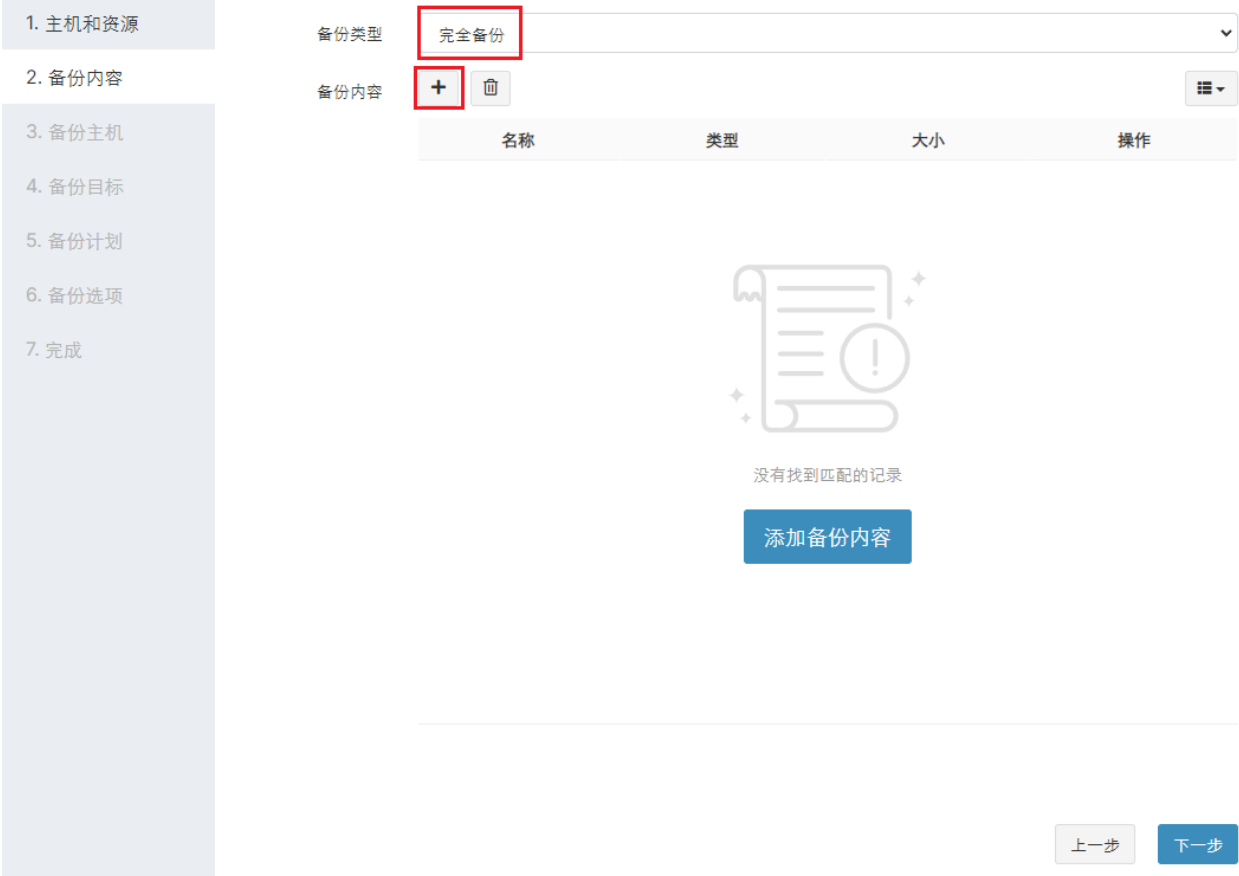 1. 主机和资源
2. 备份内容
3. 备份主机
4. 备份目标
5. 备份计划
6. 备份选项
7. 完成
备份类型 完全备份
备份内容
名称 类型 大小 操作
没有找到匹配的记录
添加备份内容
上一步 下一步